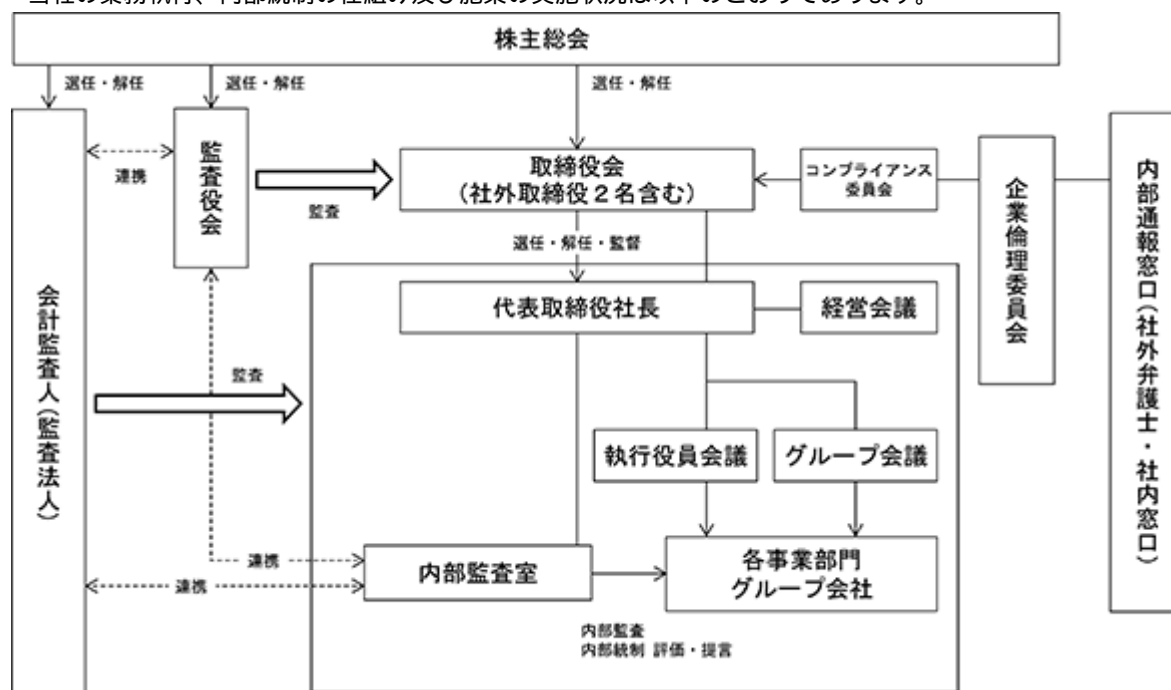 当社の業務執行、内部統制の仕組み及び施策の実施状況は以下のとおりであります。
株主総会
選任・解任
選任・解任
選任・解任
会計監査人(監査法人)
連携
監査役会
監査
取締役会
(社外取締役2名含む)
コンプライアンス
委員会
企業倫理委員会
内部通報窓口(社外弁護士・社内窓口)
選任・解任・監督
代表取締役社長
経営会議
監査
執行役員会議
グループ会議
連携
連携
内部監査室
各事業部門
グループ会社
内部監査
内部統制 評価・提言